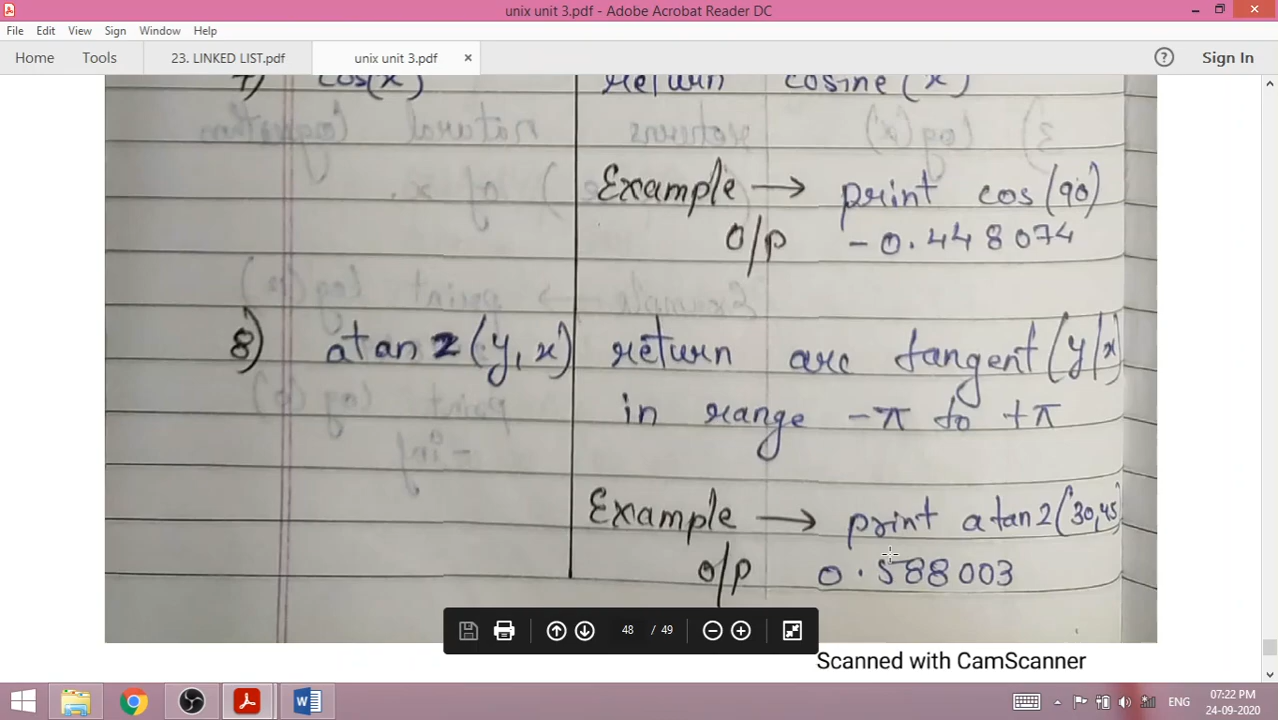 unix unit 3.pdf - Adobe Acrobat Reader DC
File Edit View Sign Window Help
Home Tools 23. LINKED LIST.pdf unix unit 3.pdf × Sign In
7) cos(x) return cosine (x)
Example → print cos (90)
O/P -0.448074
8) atan2(y, x) return arc tangent (y/x)
in range -π to +π
Example → print atan2(30,45
O/P 0.588003
48 / 49
Scanned with CamScanner
ENG 07:22 PM
24-09-2020